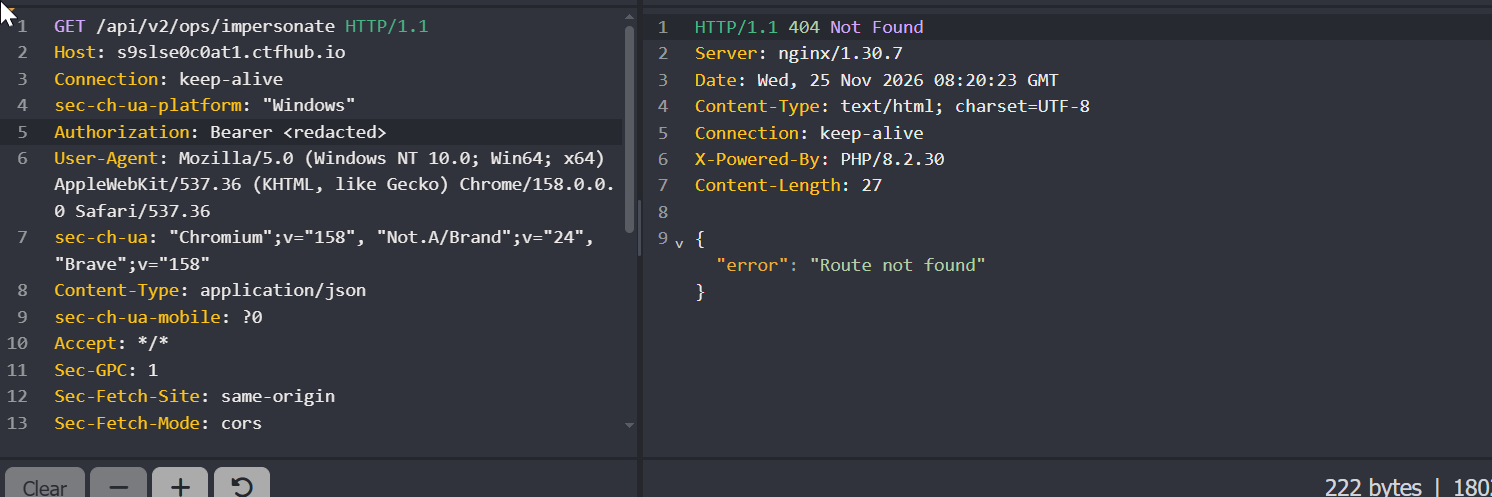 1 GET /api/v2/ops/impersonate HTTP/1.1
2 Host: s9slse0c0at1.ctfhub.io
3 Connection: keep-alive
4 sec-ch-ua-platform: "Windows"
5 Authorization: Bearer <redacted>
6 User-Agent: Mozilla/5.0 (Windows NT 10.0; Win64; x64)
AppleWebKit/537.36 (KHTML, like Gecko) Chrome/158.0.0.
0 Safari/537.36
7 sec-ch-ua: "Chromium";v="158", "Not.A/Brand";v="24",
"Brave";v="158"
8 Content-Type: application/json
9 sec-ch-ua-mobile: ?0
10 Accept: */*
11 Sec-GPC: 1
12 Sec-Fetch-Site: same-origin
13 Sec-Fetch-Mode: cors
Clear
1 HTTP/1.1 404 Not Found
2 Server: nginx/1.30.7
3 Date: Wed, 25 Nov 2026 08:20:23 GMT
4 Content-Type: text/html; charset=UTF-8
5 Connection: keep-alive
6 X-Powered-By: PHP/8.2.30
7 Content-Length: 27
8
9 {
"error": "Route not found"
}
222 bytes |